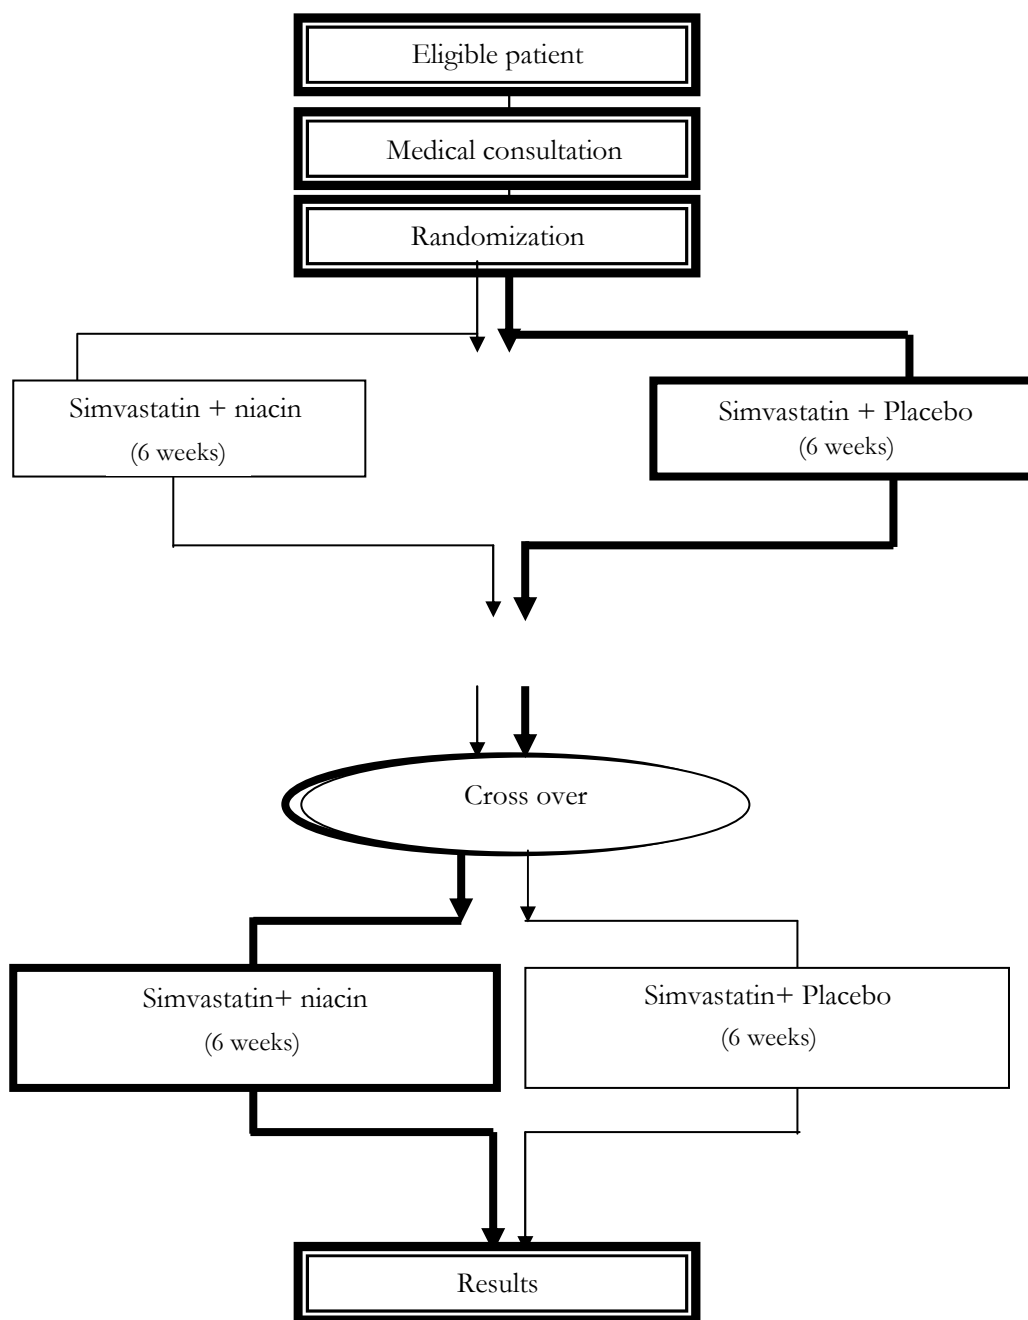 Eligible patient
Medical consultation
Randomization
Simvastatin + niacin
(6 weeks)
Simvastatin + Placebo
(6 weeks)
Cross over
Simvastatin+ niacin
(6 weeks)
Simvastatin+ Placebo
(6 weeks)
Results